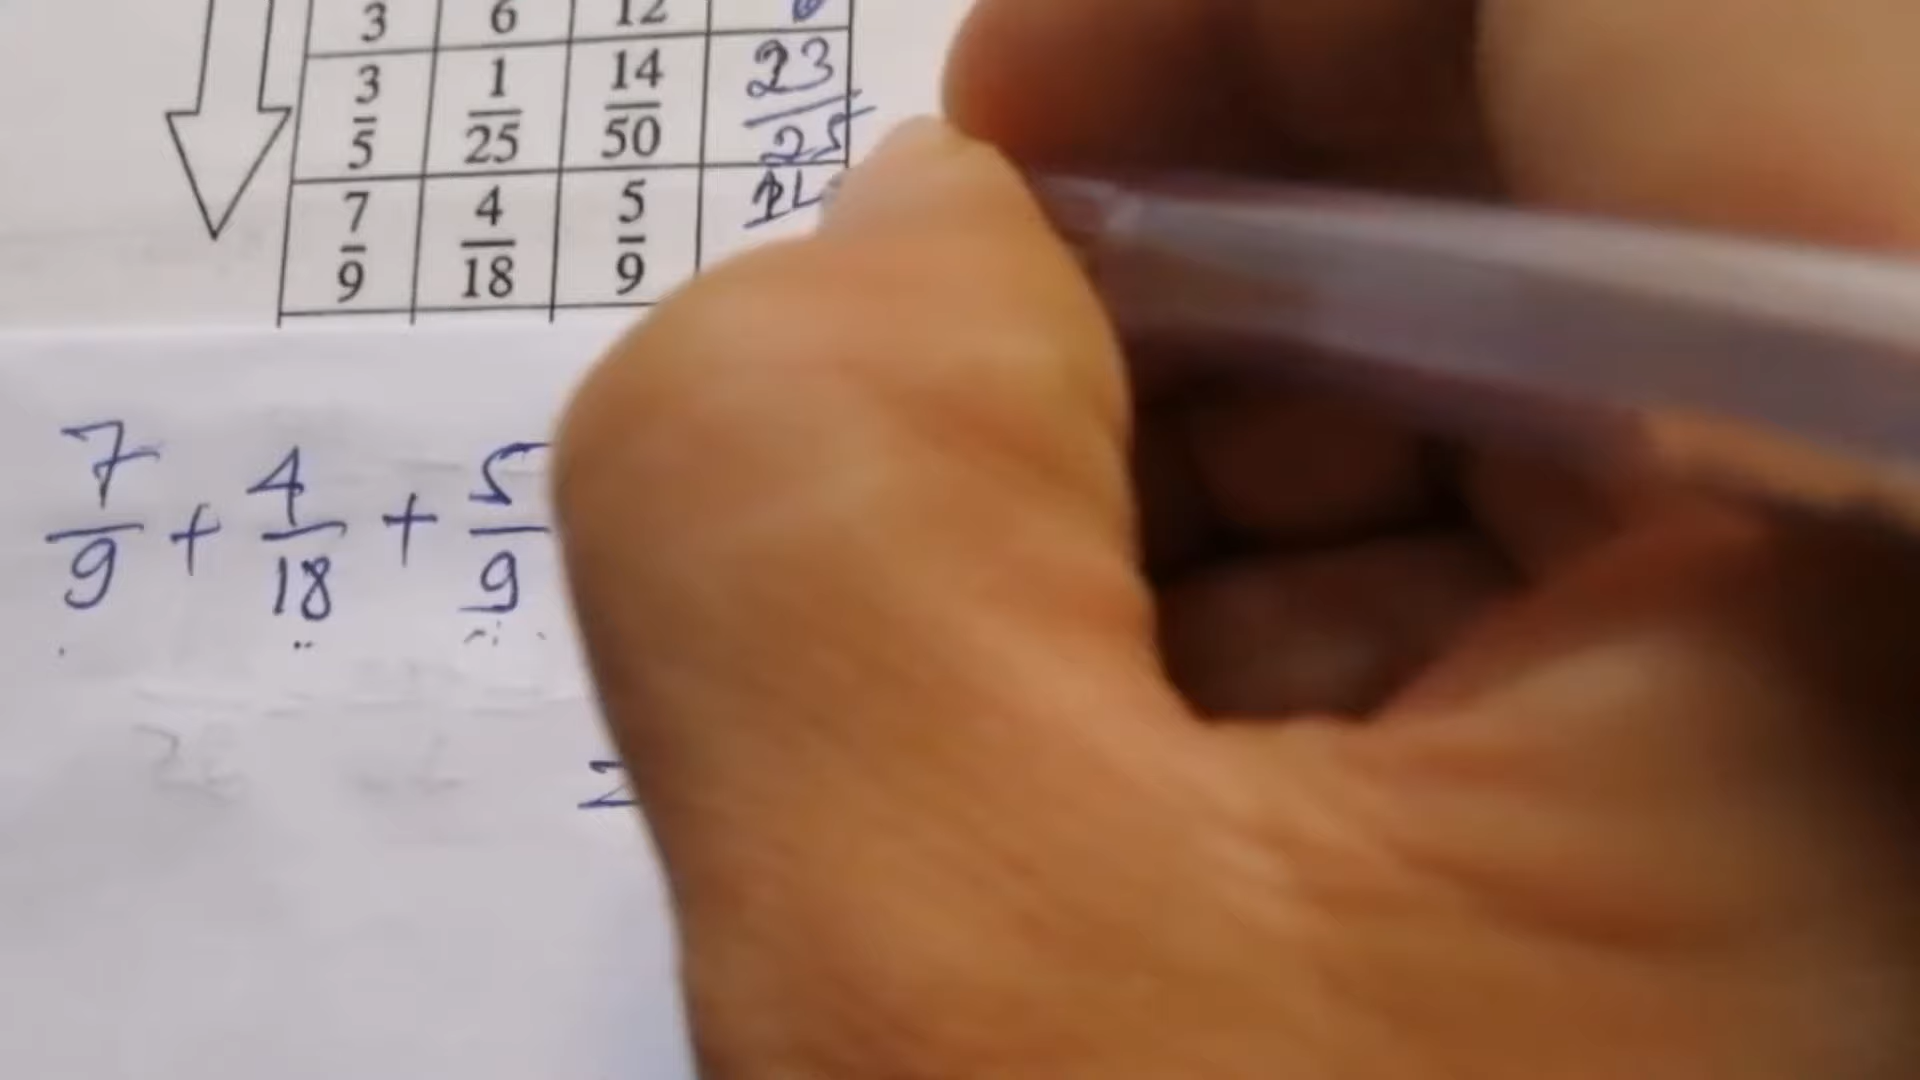 3 6 12
3/5 1/25 14/50 23/25
7/9 4/18 5/9 14
7/9 + 4/18 + 5/9
=